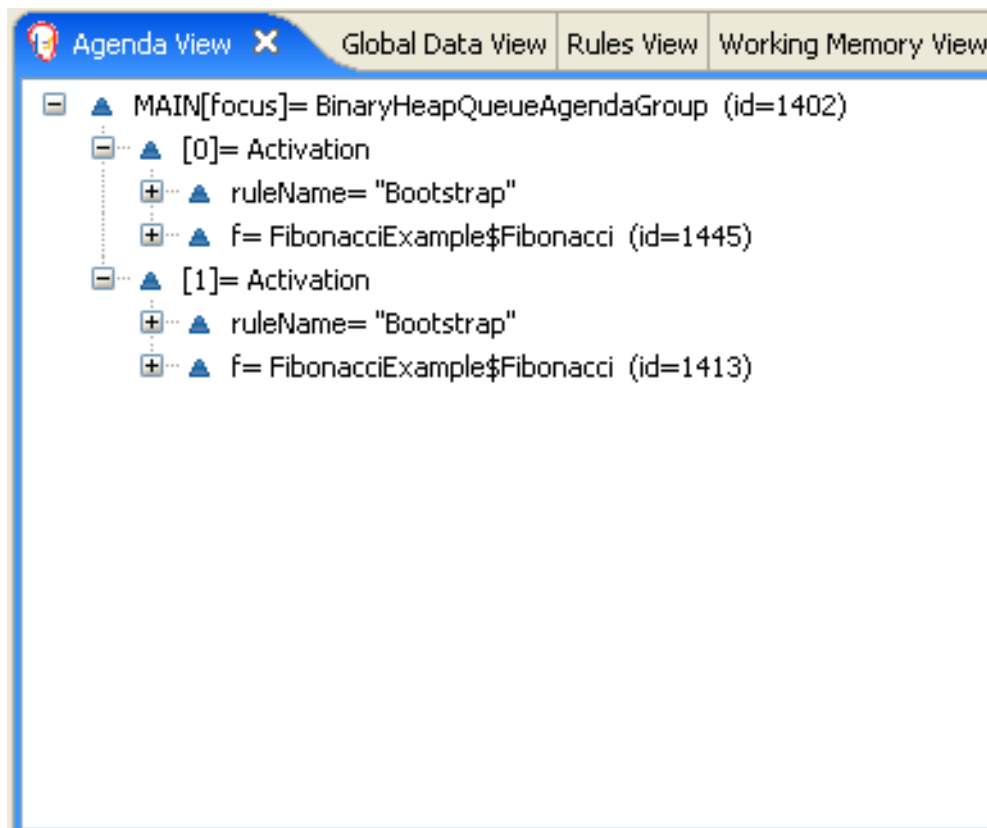 Agenda View Global Data View Rules View Working Memory View
MAIN[focus]= BinaryHeapQueueAgendaGroup (id=1402)
[0]= Activation
ruleName= "Bootstrap"
f= FibonacciExample$Fibonacci (id=1445)
[1]= Activation
ruleName= "Bootstrap"
f= FibonacciExample$Fibonacci (id=1413)